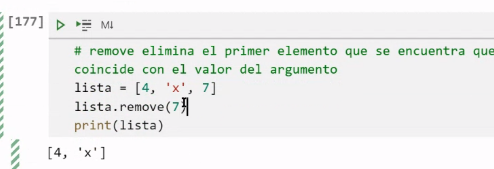 [177]
M↓
# remove elimina el primer elemento que se encuentra que
coincide con el valor del argumento
lista = [4, 'x', 7]
lista.remove(7)
print(lista)
[4, 'x']